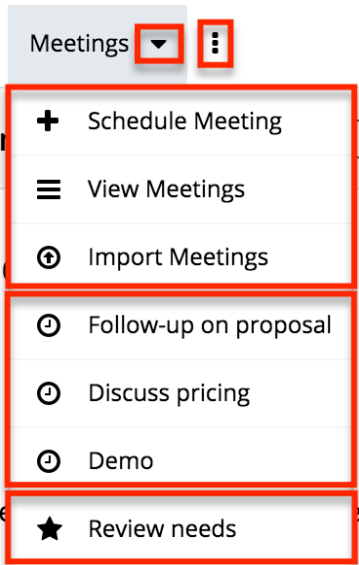 Meetings
Schedule Meeting
View Meetings
Import Meetings
Follow-up on proposal
Discuss pricing
Demo
Review needs